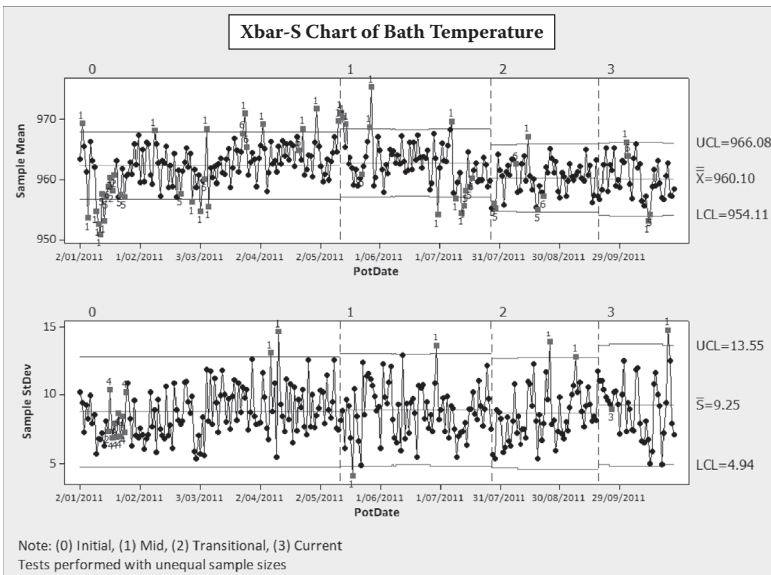 Xbar-S Chart of Bath Temperature
0 1 2 3
Sample Mean
970
960
950
UCL=966.08
X=960.10
LCL=954.11
2/01/2011 1/02/2011 3/03/2011 2/04/2011 2/05/2011 1/06/2011 1/07/2011 31/07/2011 30/08/2011 29/09/2011
PotDate
0 1 2 3
Sample StDev
15
10
5
UCL=13.55
S=9.25
LCL=4.94
2/01/2011 1/02/2011 3/03/2011 2/04/2011 2/05/2011 1/06/2011 1/07/2011 31/07/2011 30/08/2011 29/09/2011
PotDate
Note: (0) Initial, (1) Mid, (2) Transitional, (3) Current
Tests performed with unequal sample sizes